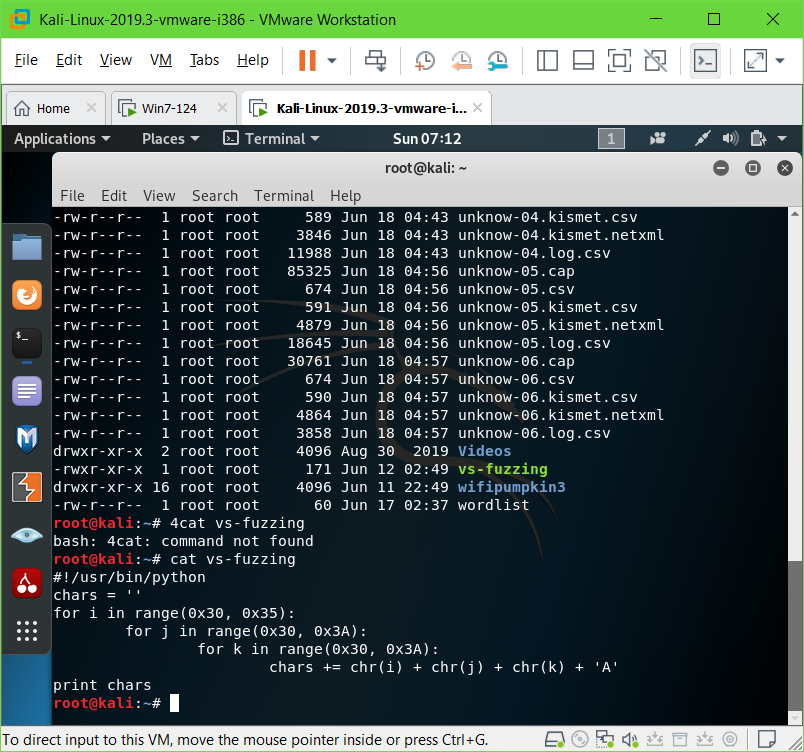 Kali-Linux-2019.3-vmware-i386 - VMware Workstation
File Edit View VM Tabs Help
Home Win7-124 Kali-Linux-2019.3-vmware-i...
Applications Places Terminal Sun 07:12 1
root@kali: ~
File Edit View Search Terminal Help
-rw-r--r--  1 root root     589 Jun 18 04:43 unknow-04.kismet.csv
-rw-r--r--  1 root root    3846 Jun 18 04:43 unknow-04.kismet.netxml
-rw-r--r--  1 root root   11988 Jun 18 04:43 unknow-04.log.csv
-rw-r--r--  1 root root   85325 Jun 18 04:56 unknow-05.cap
-rw-r--r--  1 root root     674 Jun 18 04:56 unknow-05.csv
-rw-r--r--  1 root root     591 Jun 18 04:56 unknow-05.kismet.csv
-rw-r--r--  1 root root    4879 Jun 18 04:56 unknow-05.kismet.netxml
-rw-r--r--  1 root root   18645 Jun 18 04:56 unknow-05.log.csv
-rw-r--r--  1 root root   30761 Jun 18 04:57 unknow-06.cap
-rw-r--r--  1 root root     674 Jun 18 04:57 unknow-06.csv
-rw-r--r--  1 root root     590 Jun 18 04:57 unknow-06.kismet.csv
-rw-r--r--  1 root root    4864 Jun 18 04:57 unknow-06.kismet.netxml
-rw-r--r--  1 root root    3858 Jun 18 04:57 unknow-06.log.csv
drwxr-xr-x  2 root root    4096 Aug 30  2019 Videos
-rwxr-xr-x  1 root root     171 Jun 12 02:49 vs-fuzzing
drwxr-xr-x 16 root root    4096 Jun 11 22:49 wifipumpkin3
-rw-r--r--  1 root root      60 Jun 17 02:37 wordlist
root@kali:~# 4cat vs-fuzzing
bash: 4cat: command not found
root@kali:~# cat vs-fuzzing
#!/usr/bin/python
chars = ''
for i in range(0x30, 0x35):
        for j in range(0x30, 0x3A):
                for k in range(0x30, 0x3A):
                        chars += chr(i) + chr(j) + chr(k) + 'A'
print chars
root@kali:~#
To direct input to this VM, move the mouse pointer inside or press Ctrl+G.